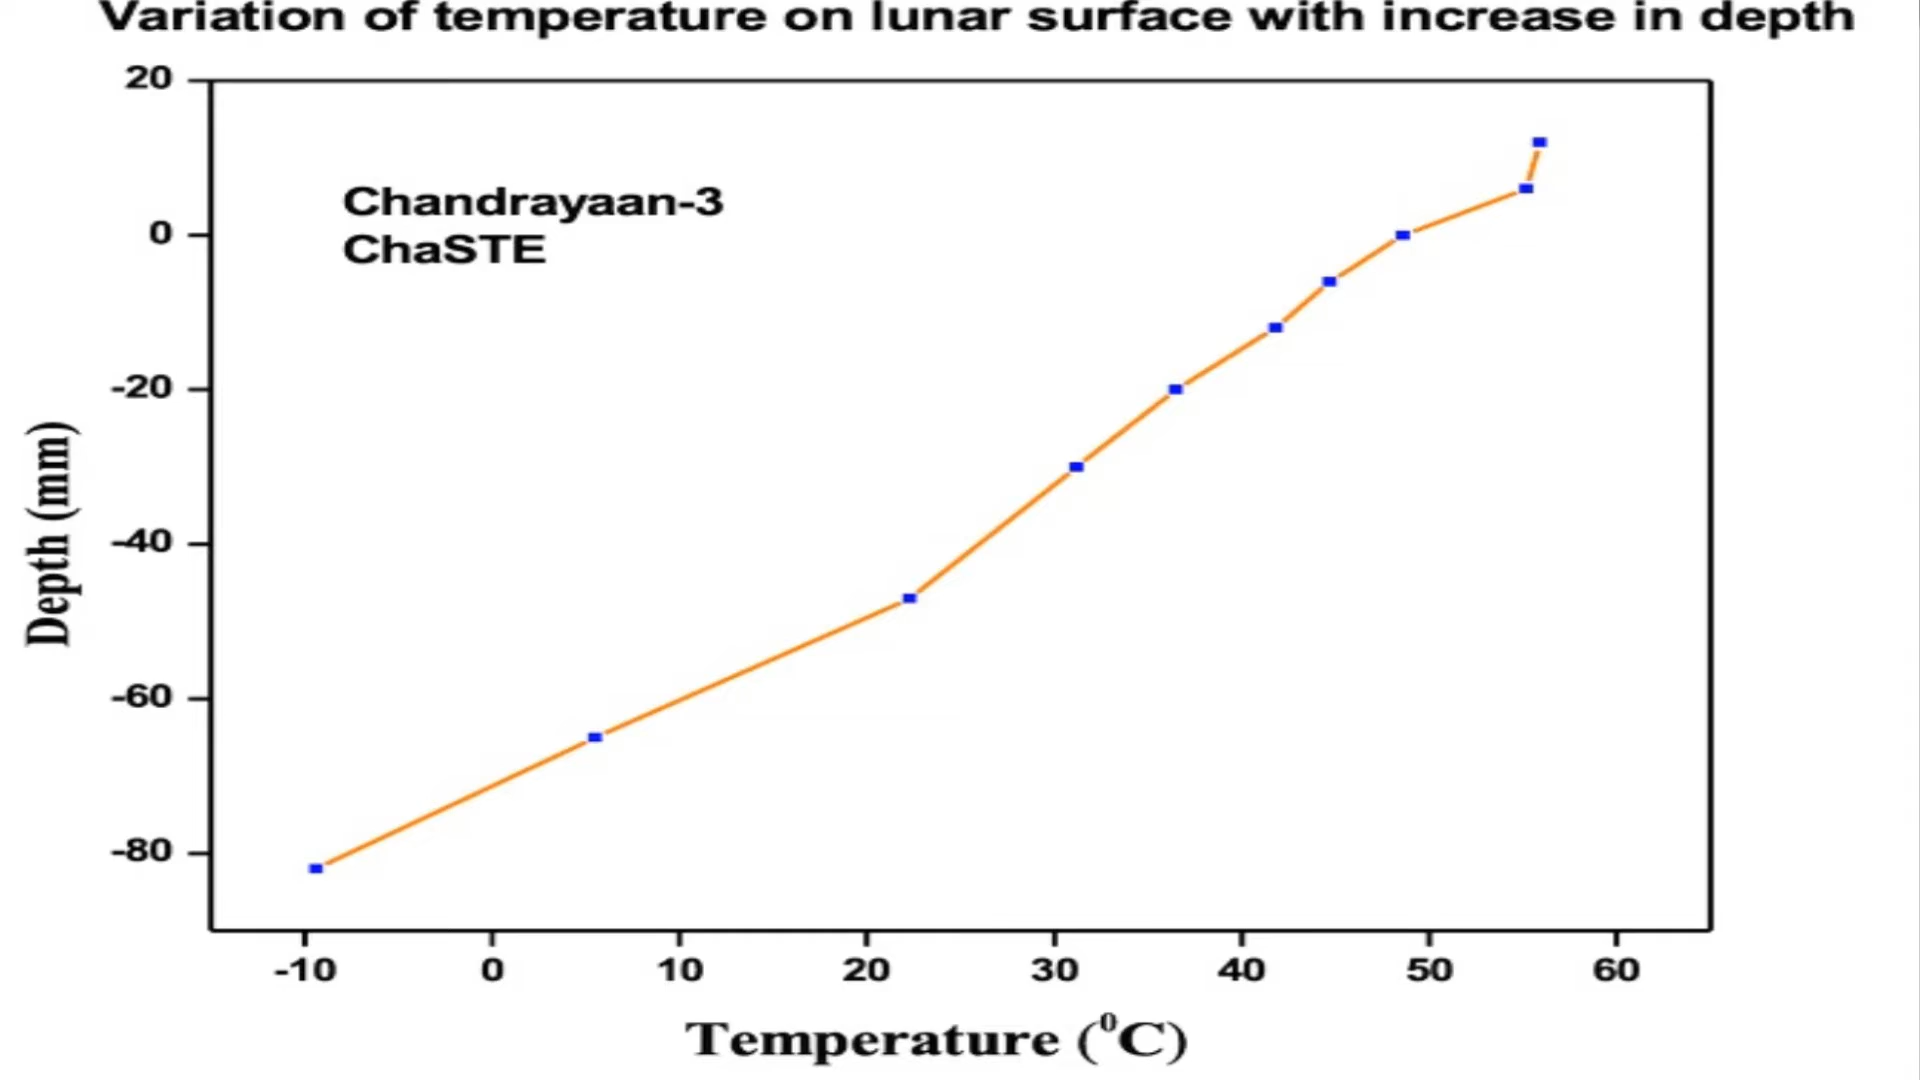 Variation of temperature on lunar surface with increase in depth
20
0
-20
-40
-60
-80
Depth (mm)
Chandrayaan-3
ChaSTE
-10 0 10 20 30 40 50 60
Temperature (⁰C)